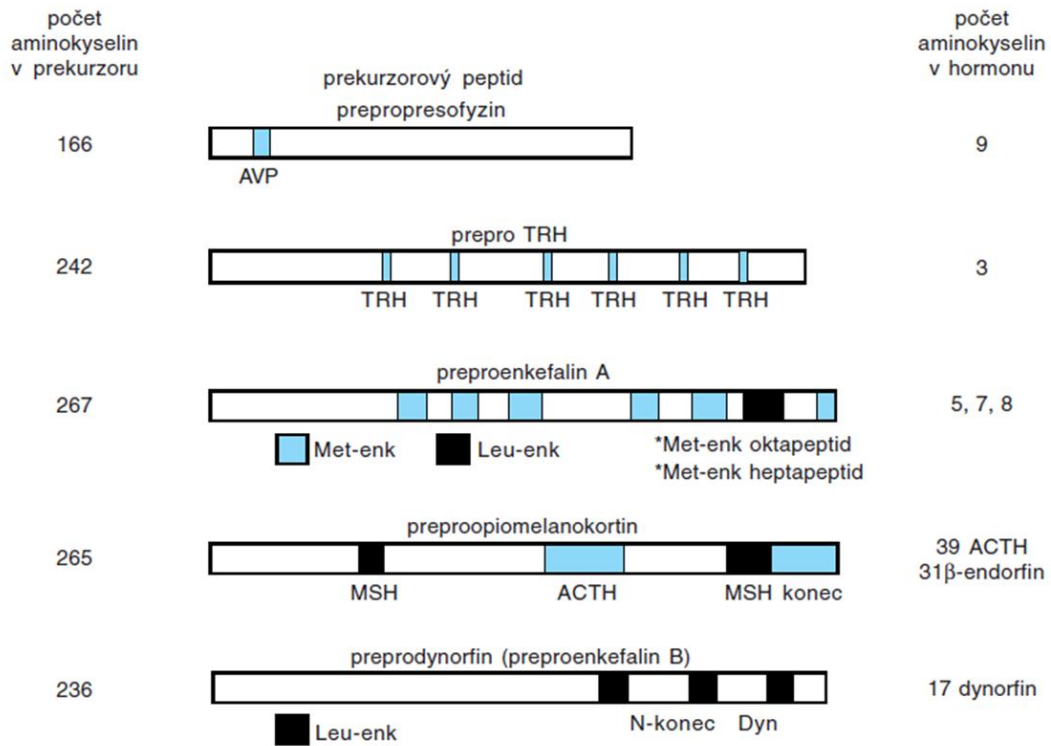 počet
aminokyselin
v prekurzoru
počet
aminokyselin
v hormonu
prekurzorový peptid
prepropresofyzin
166
9
AVP
prepro TRH
242
3
TRH TRH TRH TRH TRH TRH
preproenkefalin A
267
5, 7, 8
Met-enk Leu-enk
*Met-enk oktapeptid
*Met-enk heptapeptid
preproopiomelanokortin
265
39 ACTH
31β-endorfin
MSH ACTH MSH konec
preprodynorfin (preproenkefalin B)
236
17 dynorfin
Leu-enk
N-konec Dyn